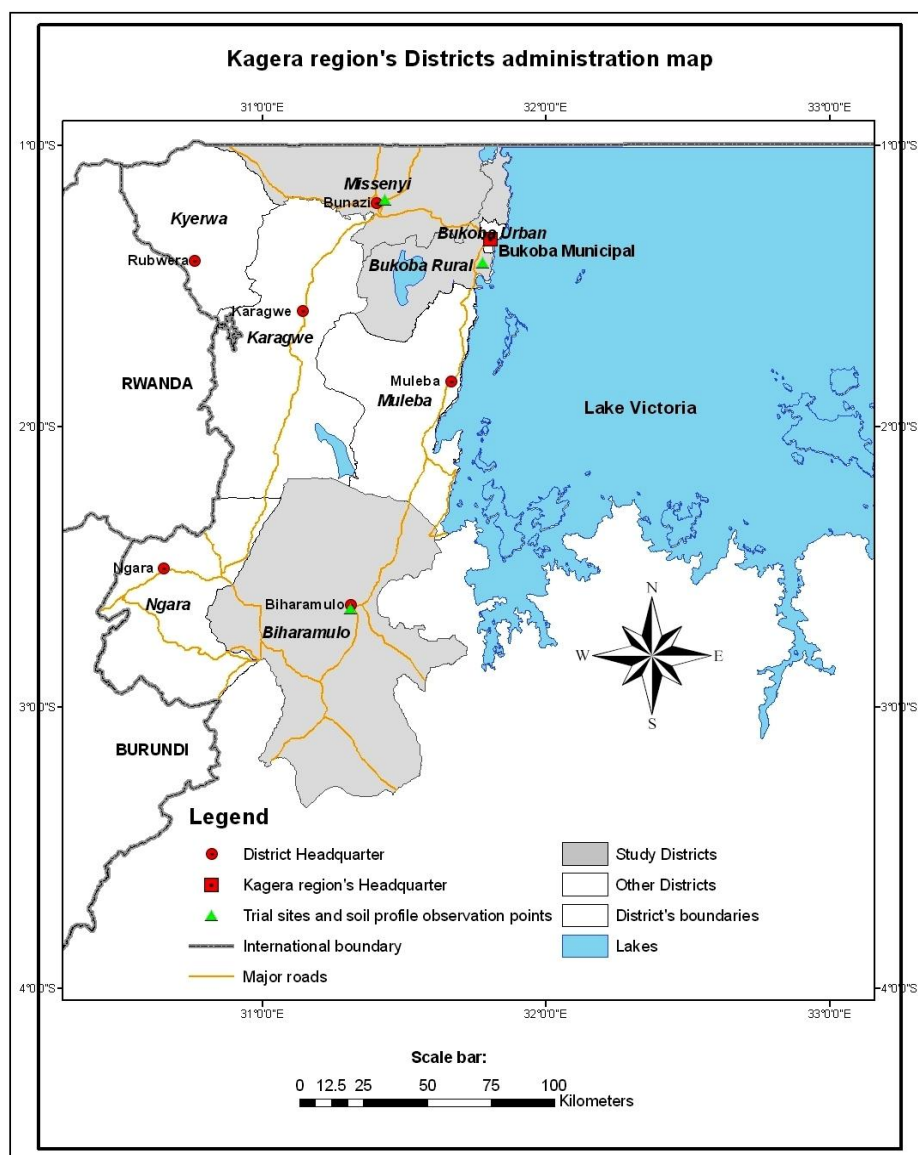 Kagera region's Districts administration map
31°0'0"E
32°0'0"E
33°0'0"E
1°0'0"S
1°0'0"S
Missenyi
Bunazi
Kyerwa
Bukoba Urban
Bukoba Municipal
Rubwera
Bukoba Rural
Karagwe
Karagwe
RWANDA
Muleba
Muleba
Lake Victoria
2°0'0"S
2°0'0"S
Ngara
Ngara
Biharamulo
Biharamulo
N
W
E
S
3°0'0"S
3°0'0"S
BURUNDI
Legend
District Headquarter
Kagera region's Headquarter
Trial sites and soil profile observation points
International boundary
Major roads
Study Districts
Other Districts
District's boundaries
Lakes
4°0'0"S
4°0'0"S
31°0'0"E
32°0'0"E
33°0'0"E
Scale bar:
0 12.5 25 50 75 100
Kilometers